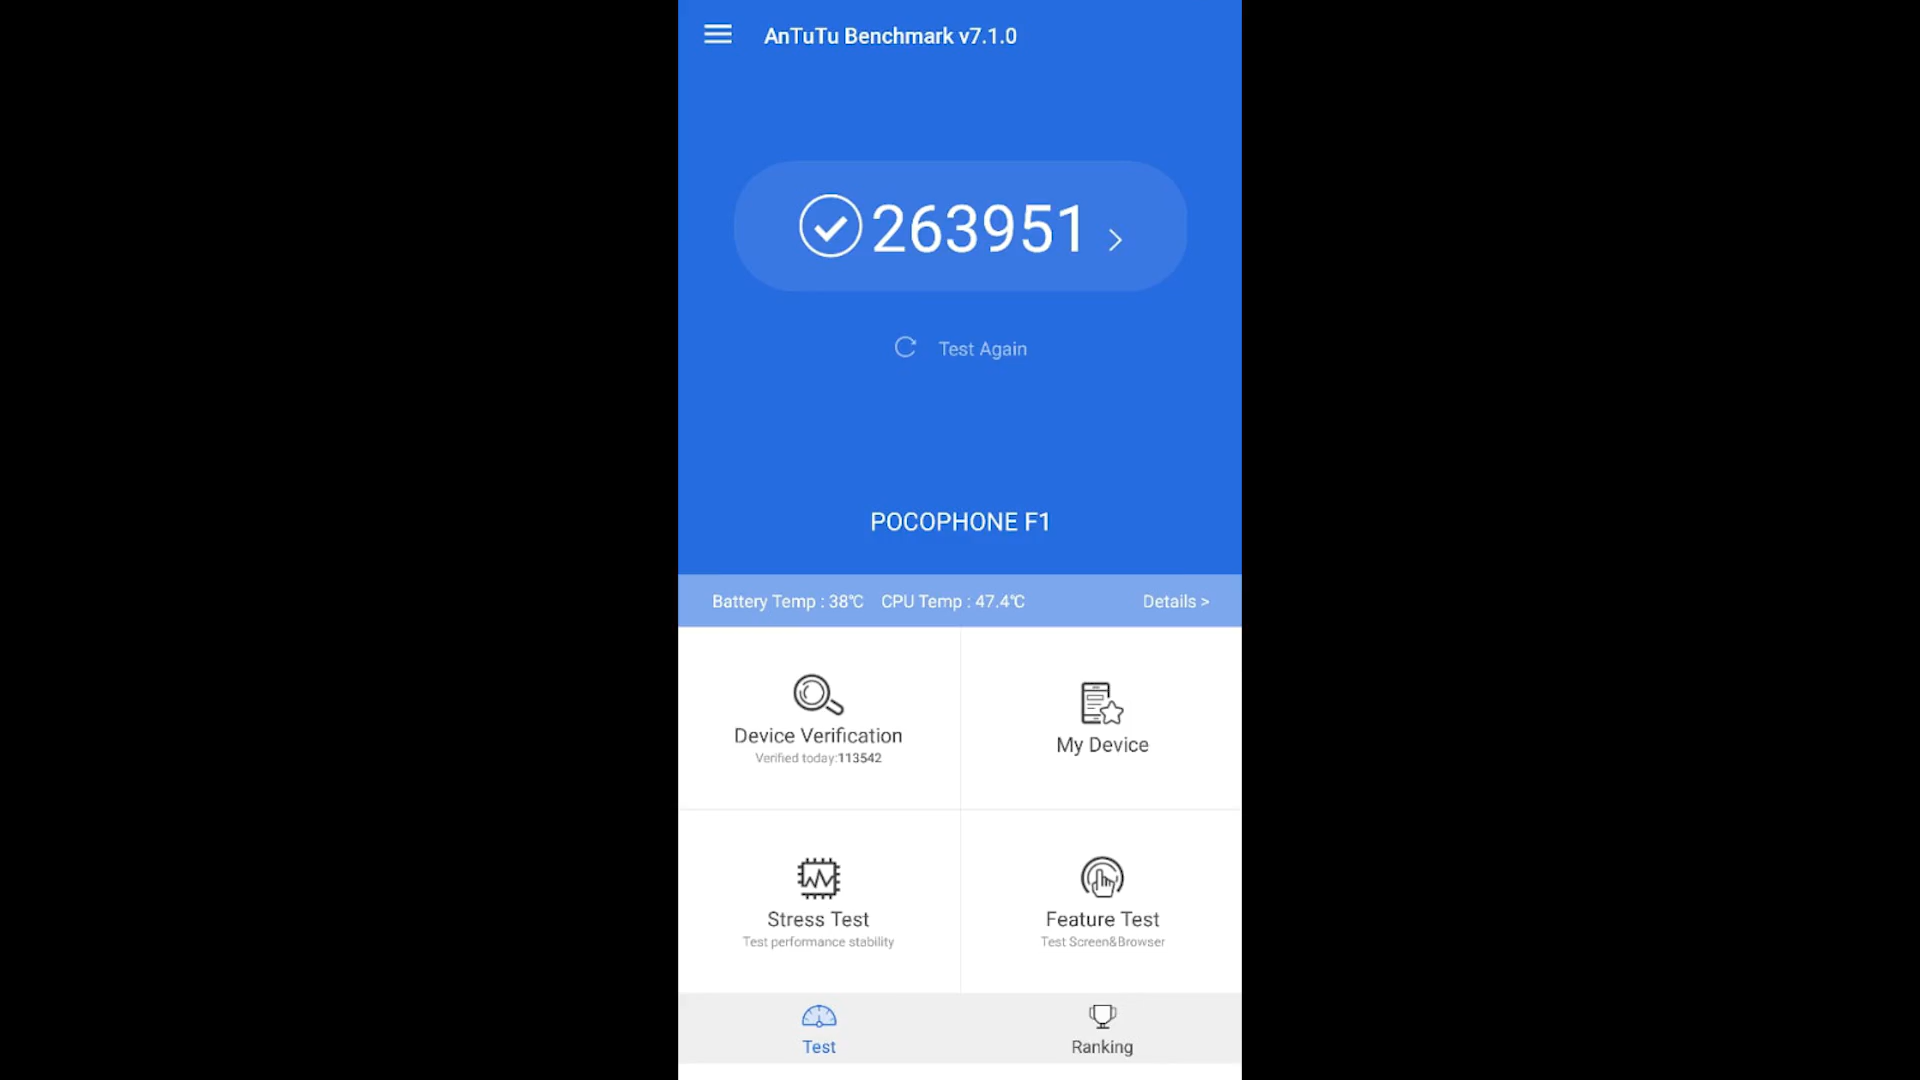 AnTuTu Benchmark v7.1.0
263951 >
Test Again
POCOPHONE F1
Battery Temp : 38℃ CPU Temp : 47.4℃ Details >
Device Verification
Verified today:113542
My Device
Stress Test
Test performance stability
Feature Test
Test Screen&Browser
Test
Ranking